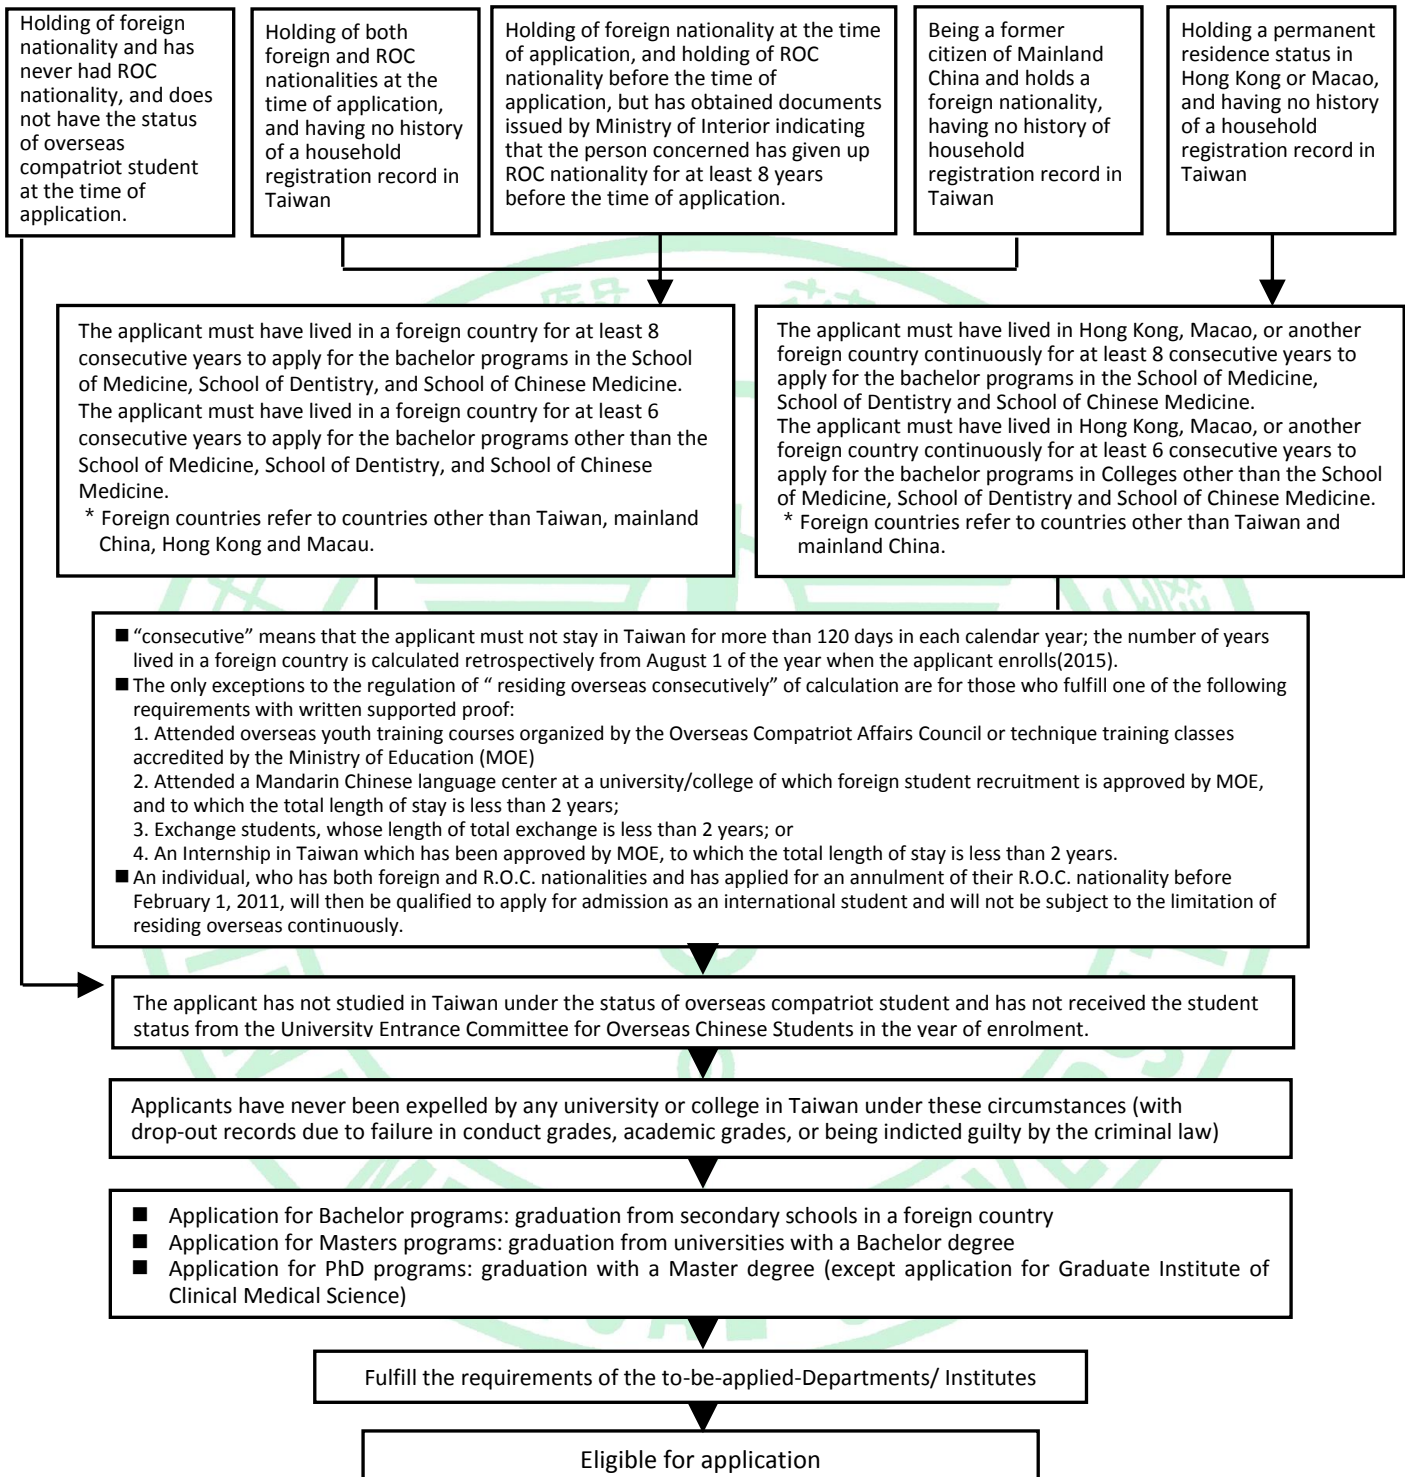 Holding of foreign
nationality and has
never had ROC
nationality, and does
not have the status
of overseas
compatriot student
at the time of
application.
Holding of both
foreign and ROC
nationalities at the
time of application,
and having no history
of a household
registration record in
Taiwan
Holding of foreign nationality at the time
of application, and holding of ROC
nationality before the time of
application, but has obtained documents
issued by Ministry of Interior indicating
that the person concerned has given up
ROC nationality for at least 8 years
before the time of application.
Being a former
citizen of Mainland
China and holds a
foreign nationality,
having no history of
household
registration record in
Taiwan
Holding a permanent
residence status in
Hong Kong or Macao,
and having no history
of a household
registration record in
Taiwan
The applicant must have lived in a foreign country for at least 8
consecutive years to apply for the bachelor programs in the School
of Medicine, School of Dentistry, and School of Chinese Medicine.
The applicant must have lived in a foreign country for at least 6
consecutive years to apply for the bachelor programs other than the
School of Medicine, School of Dentistry, and School of Chinese
Medicine.
* Foreign countries refer to countries other than Taiwan, mainland
China, Hong Kong and Macau.
The applicant must have lived in Hong Kong, Macao, or another
foreign country continuously for at least 8 consecutive years to
apply for the bachelor programs in the School of Medicine,
School of Dentistry and School of Chinese Medicine.
The applicant must have lived in Hong Kong, Macao, or another
foreign country continuously for at least 6 consecutive years to
apply for the bachelor programs in Colleges other than the School
of Medicine, School of Dentistry and School of Chinese Medicine.
* Foreign countries refer to countries other than Taiwan and
mainland China.
■ “consecutive” means that the applicant must not stay in Taiwan for more than 120 days in each calendar year; the number of years
lived in a foreign country is calculated retrospectively from August 1 of the year when the applicant enrolls(2015).
■ The only exceptions to the regulation of “ residing overseas consecutively” of calculation are for those who fulfill one of the following
requirements with written supported proof:
1. Attended overseas youth training courses organized by the Overseas Compatriot Affairs Council or technique training classes
accredited by the Ministry of Education (MOE)
2. Attended a Mandarin Chinese language center at a university/college of which foreign student recruitment is approved by MOE,
and to which the total length of stay is less than 2 years;
3. Exchange students, whose length of total exchange is less than 2 years; or
4. An Internship in Taiwan which has been approved by MOE, to which the total length of stay is less than 2 years.
■ An individual, who has both foreign and R.O.C. nationalities and has applied for an annulment of their R.O.C. nationality before
February 1, 2011, will then be qualified to apply for admission as an international student and will not be subject to the limitation of
residing overseas continuously.
The applicant has not studied in Taiwan under the status of overseas compatriot student and has not received the student
status from the University Entrance Committee for Overseas Chinese Students in the year of enrolment.
Applicants have never been expelled by any university or college in Taiwan under these circumstances (with
drop-out records due to failure in conduct grades, academic grades, or being indicted guilty by the criminal law)
■ Application for Bachelor programs: graduation from secondary schools in a foreign country
■ Application for Masters programs: graduation from universities with a Bachelor degree
■ Application for PhD programs: graduation with a Master degree (except application for Graduate Institute of
Clinical Medical Science)
Fulfill the requirements of the to-be-applied-Departments/ Institutes
Eligible for application